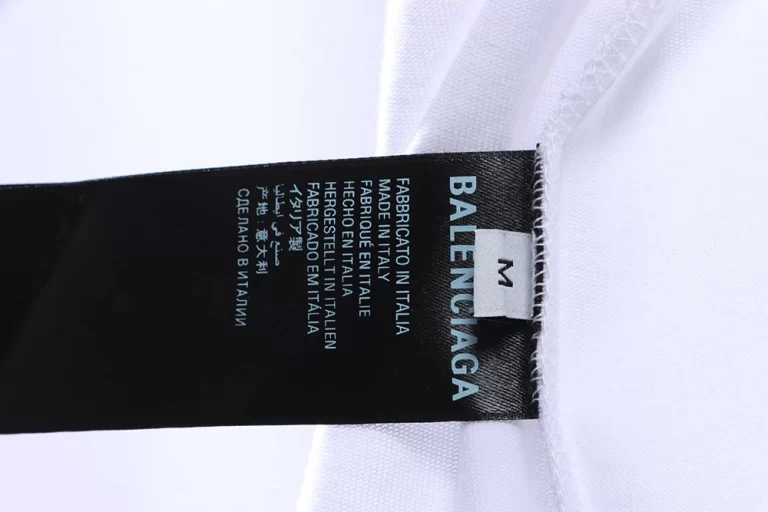 BALENCIAGA
M
FABBRICATO IN ITALIA
MADE IN ITALY
FABRIQUÉ EN ITALIE
HECHO EN ITALIA
HERGESTELLT IN ITALIEN
FABRICADO EM ITÁLIA
イタリア製
صنع في ايطاليا
产地:意大利
СДЕЛАНО В ИТАЛИИ